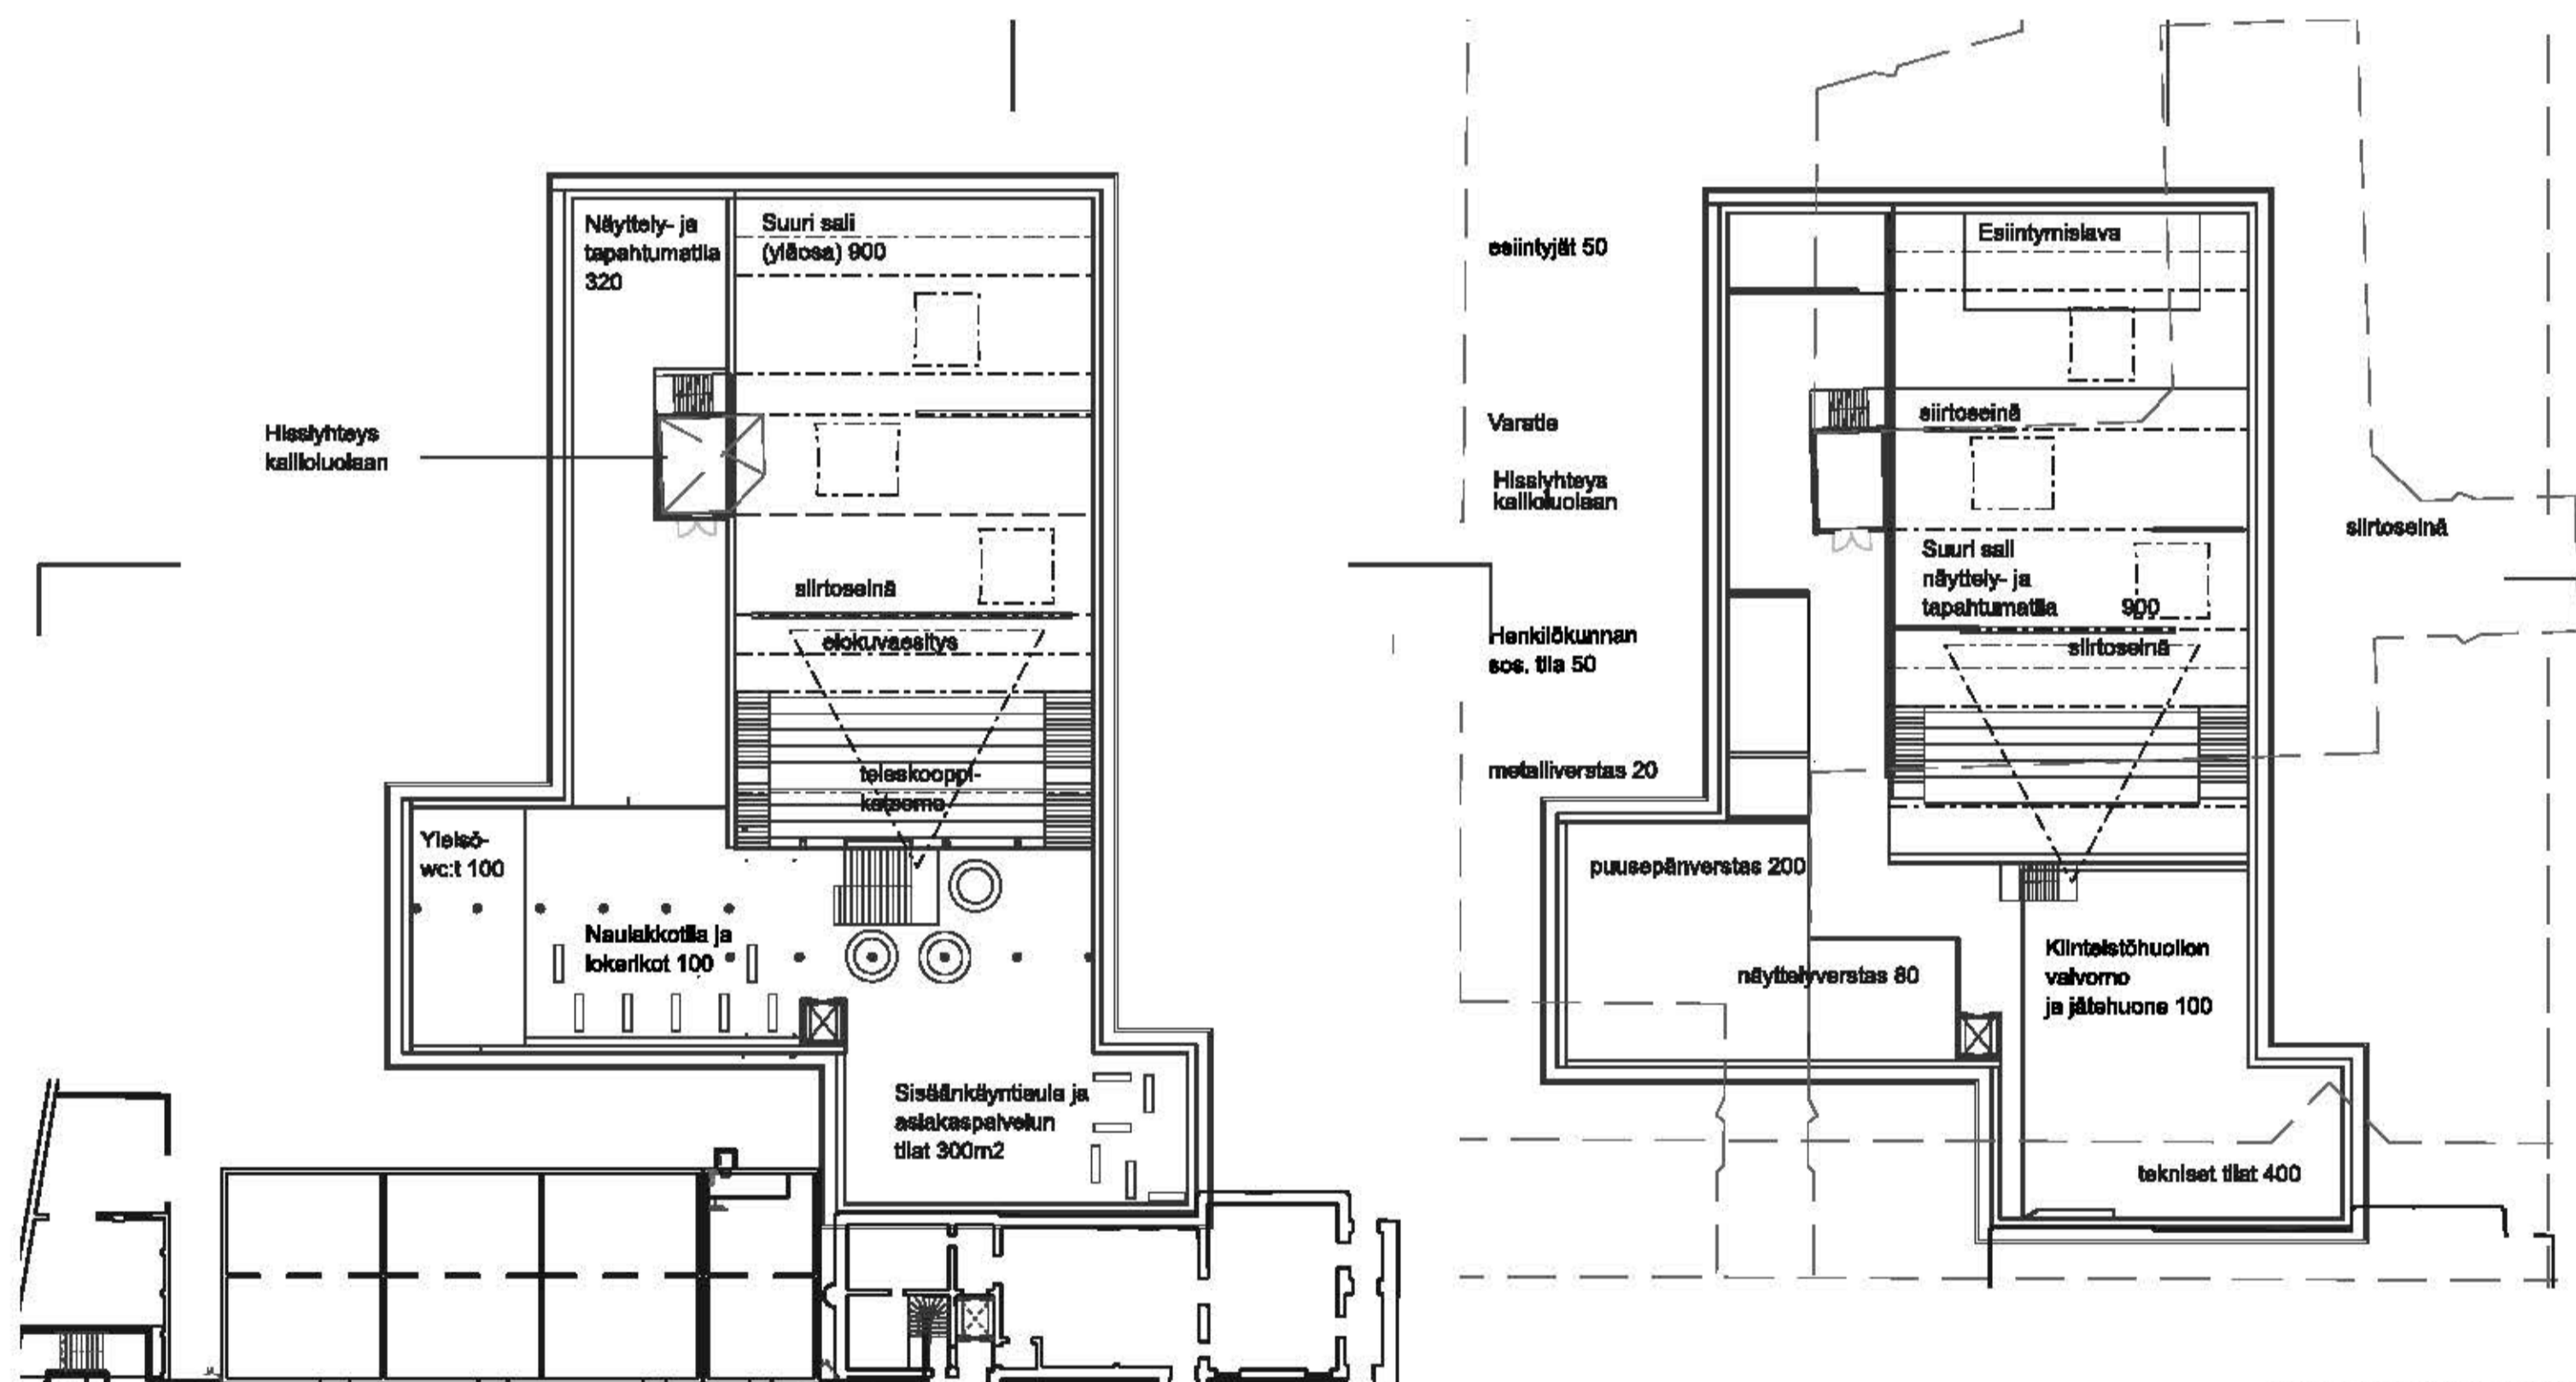 Näyttely- ja
tapahtumatila
320
Suuri sali
(yläosa) 900
Hissiyhteys
kallioluolaan
siirtoseinä
elokuvaesitys
teleskooppi-
katsomo
Yleisö-
wc:t 100
Naulakkotila ja
lokerikot 100
Sisäänkäyntiaula ja
asiakaspalvelun
tilat 300m2
esiintyjät 50
Esiintymislava
Varatie
siirtoseinä
Hissiyhteys
kallioluolaan
siirtoseinä
Suuri sali
näyttely- ja
tapahtumatila 900
siirtoseinä
Henkilökunnan
sos. tila 50
metalliverstas 20
puusepänverstas 200
näyttelyverstas 80
Kiinteistöhuollon
valvomo
ja jätehuone 100
tekniset tilat 400